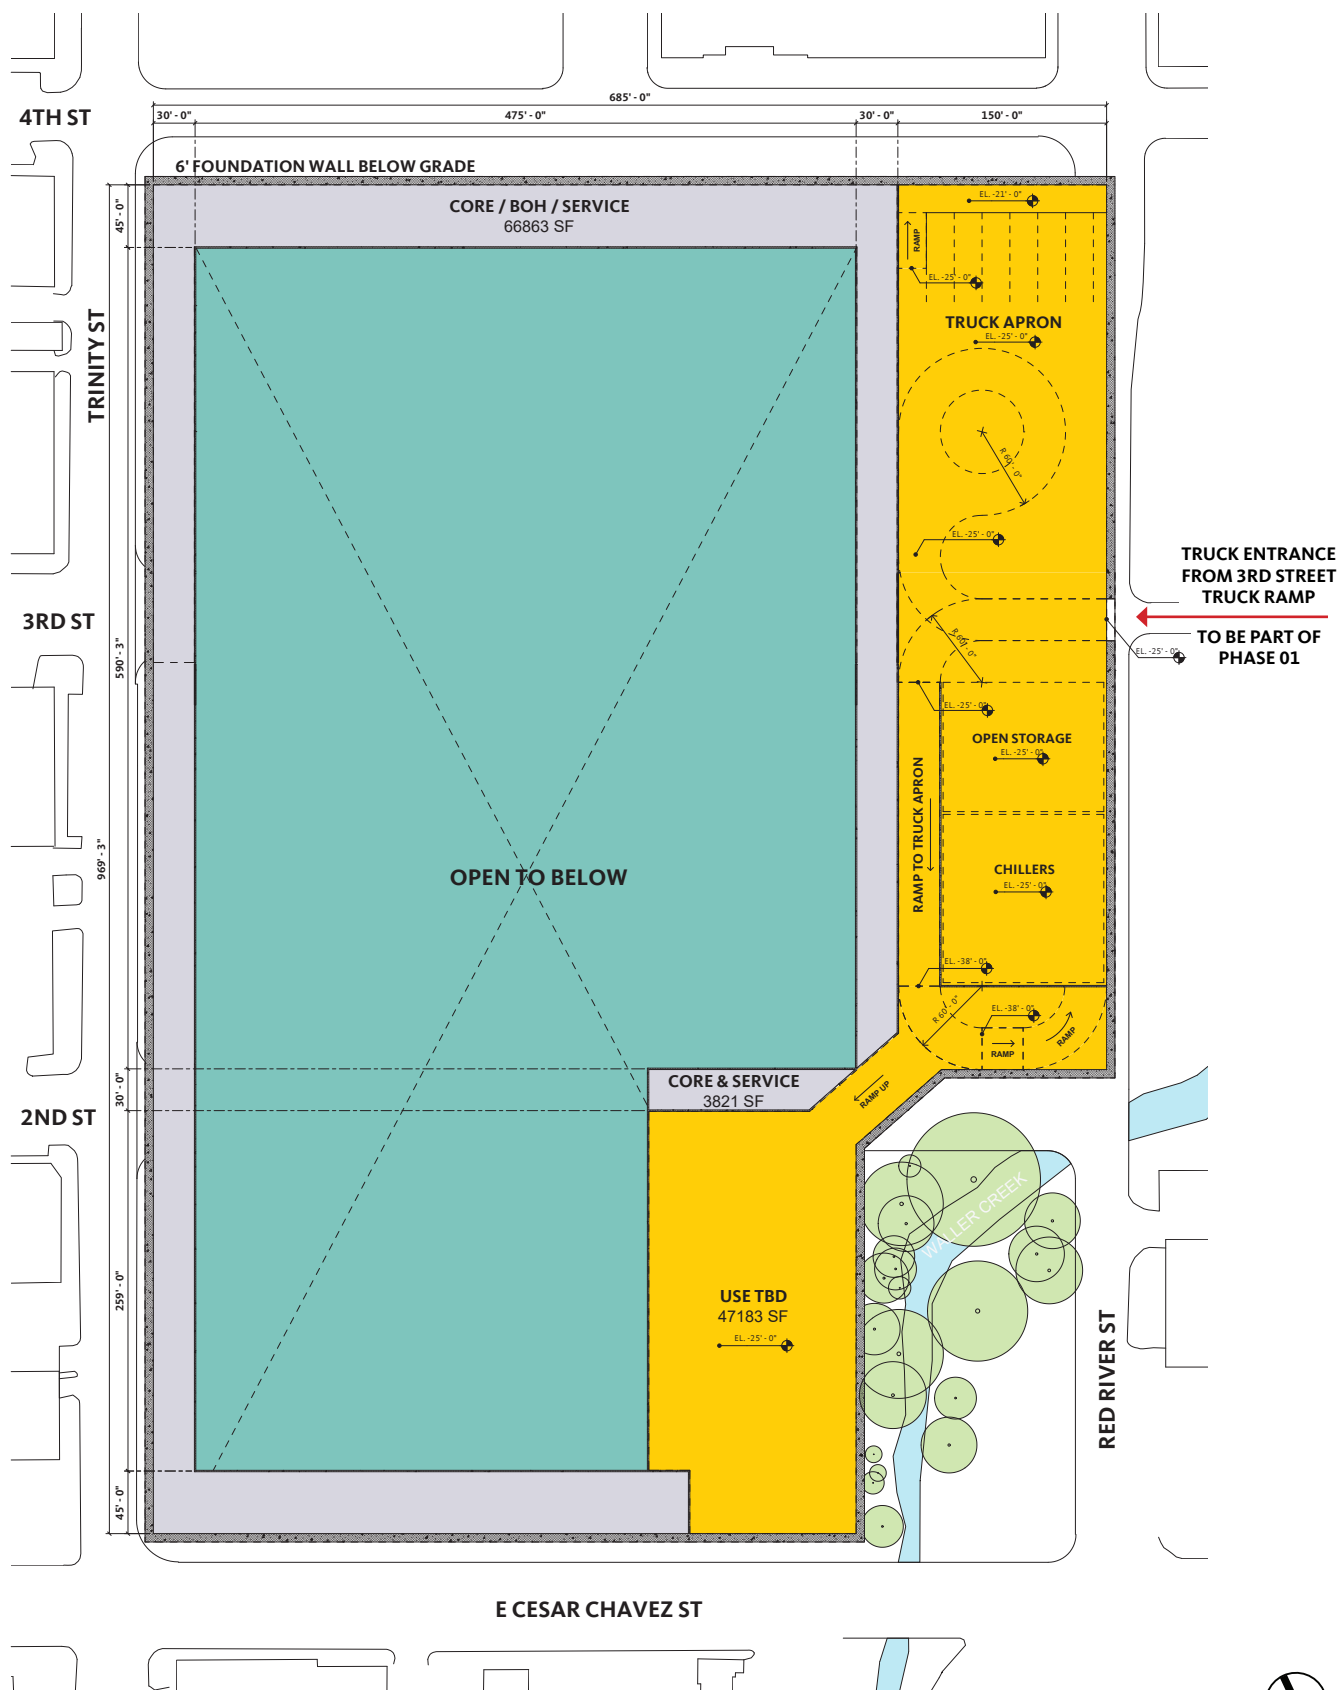 685' - 0"
30' - 0"
475' - 0"
30' - 0"
150' - 0"
4TH ST
6' FOUNDATION WALL BELOW GRADE
45' - 0"
CORE / BOH / SERVICE
66863 SF
EL. -21' - 0"
RAMP
EL. -25' - 0"
TRUCK APRON
EL. -25' - 0"
TRINITY ST
R 60' - 0"
EL. -25' - 0"
TRUCK ENTRANCE
FROM 3RD STREET
TRUCK RAMP
3RD ST
TO BE PART OF
PHASE 01
EL. -25' - 0"
R 60' - 0"
590' - 3"
EL. -25' - 0"
OPEN STORAGE
EL. -25' - 0"
RAMP TO TRUCK APRON
969' - 3"
OPEN TO BELOW
CHILLERS
EL. -25' - 0"
EL. -38' - 0"
R 60' - 0"
EL. -38' - 0"
RAMP
RAMP
30' - 0"
CORE & SERVICE
3821 SF
RAMP UP
2ND ST
WALLER CREEK
259' - 0"
USE TBD
47183 SF
EL. -25' - 0"
RED RIVER ST
45' - 0"
E CESAR CHAVEZ ST